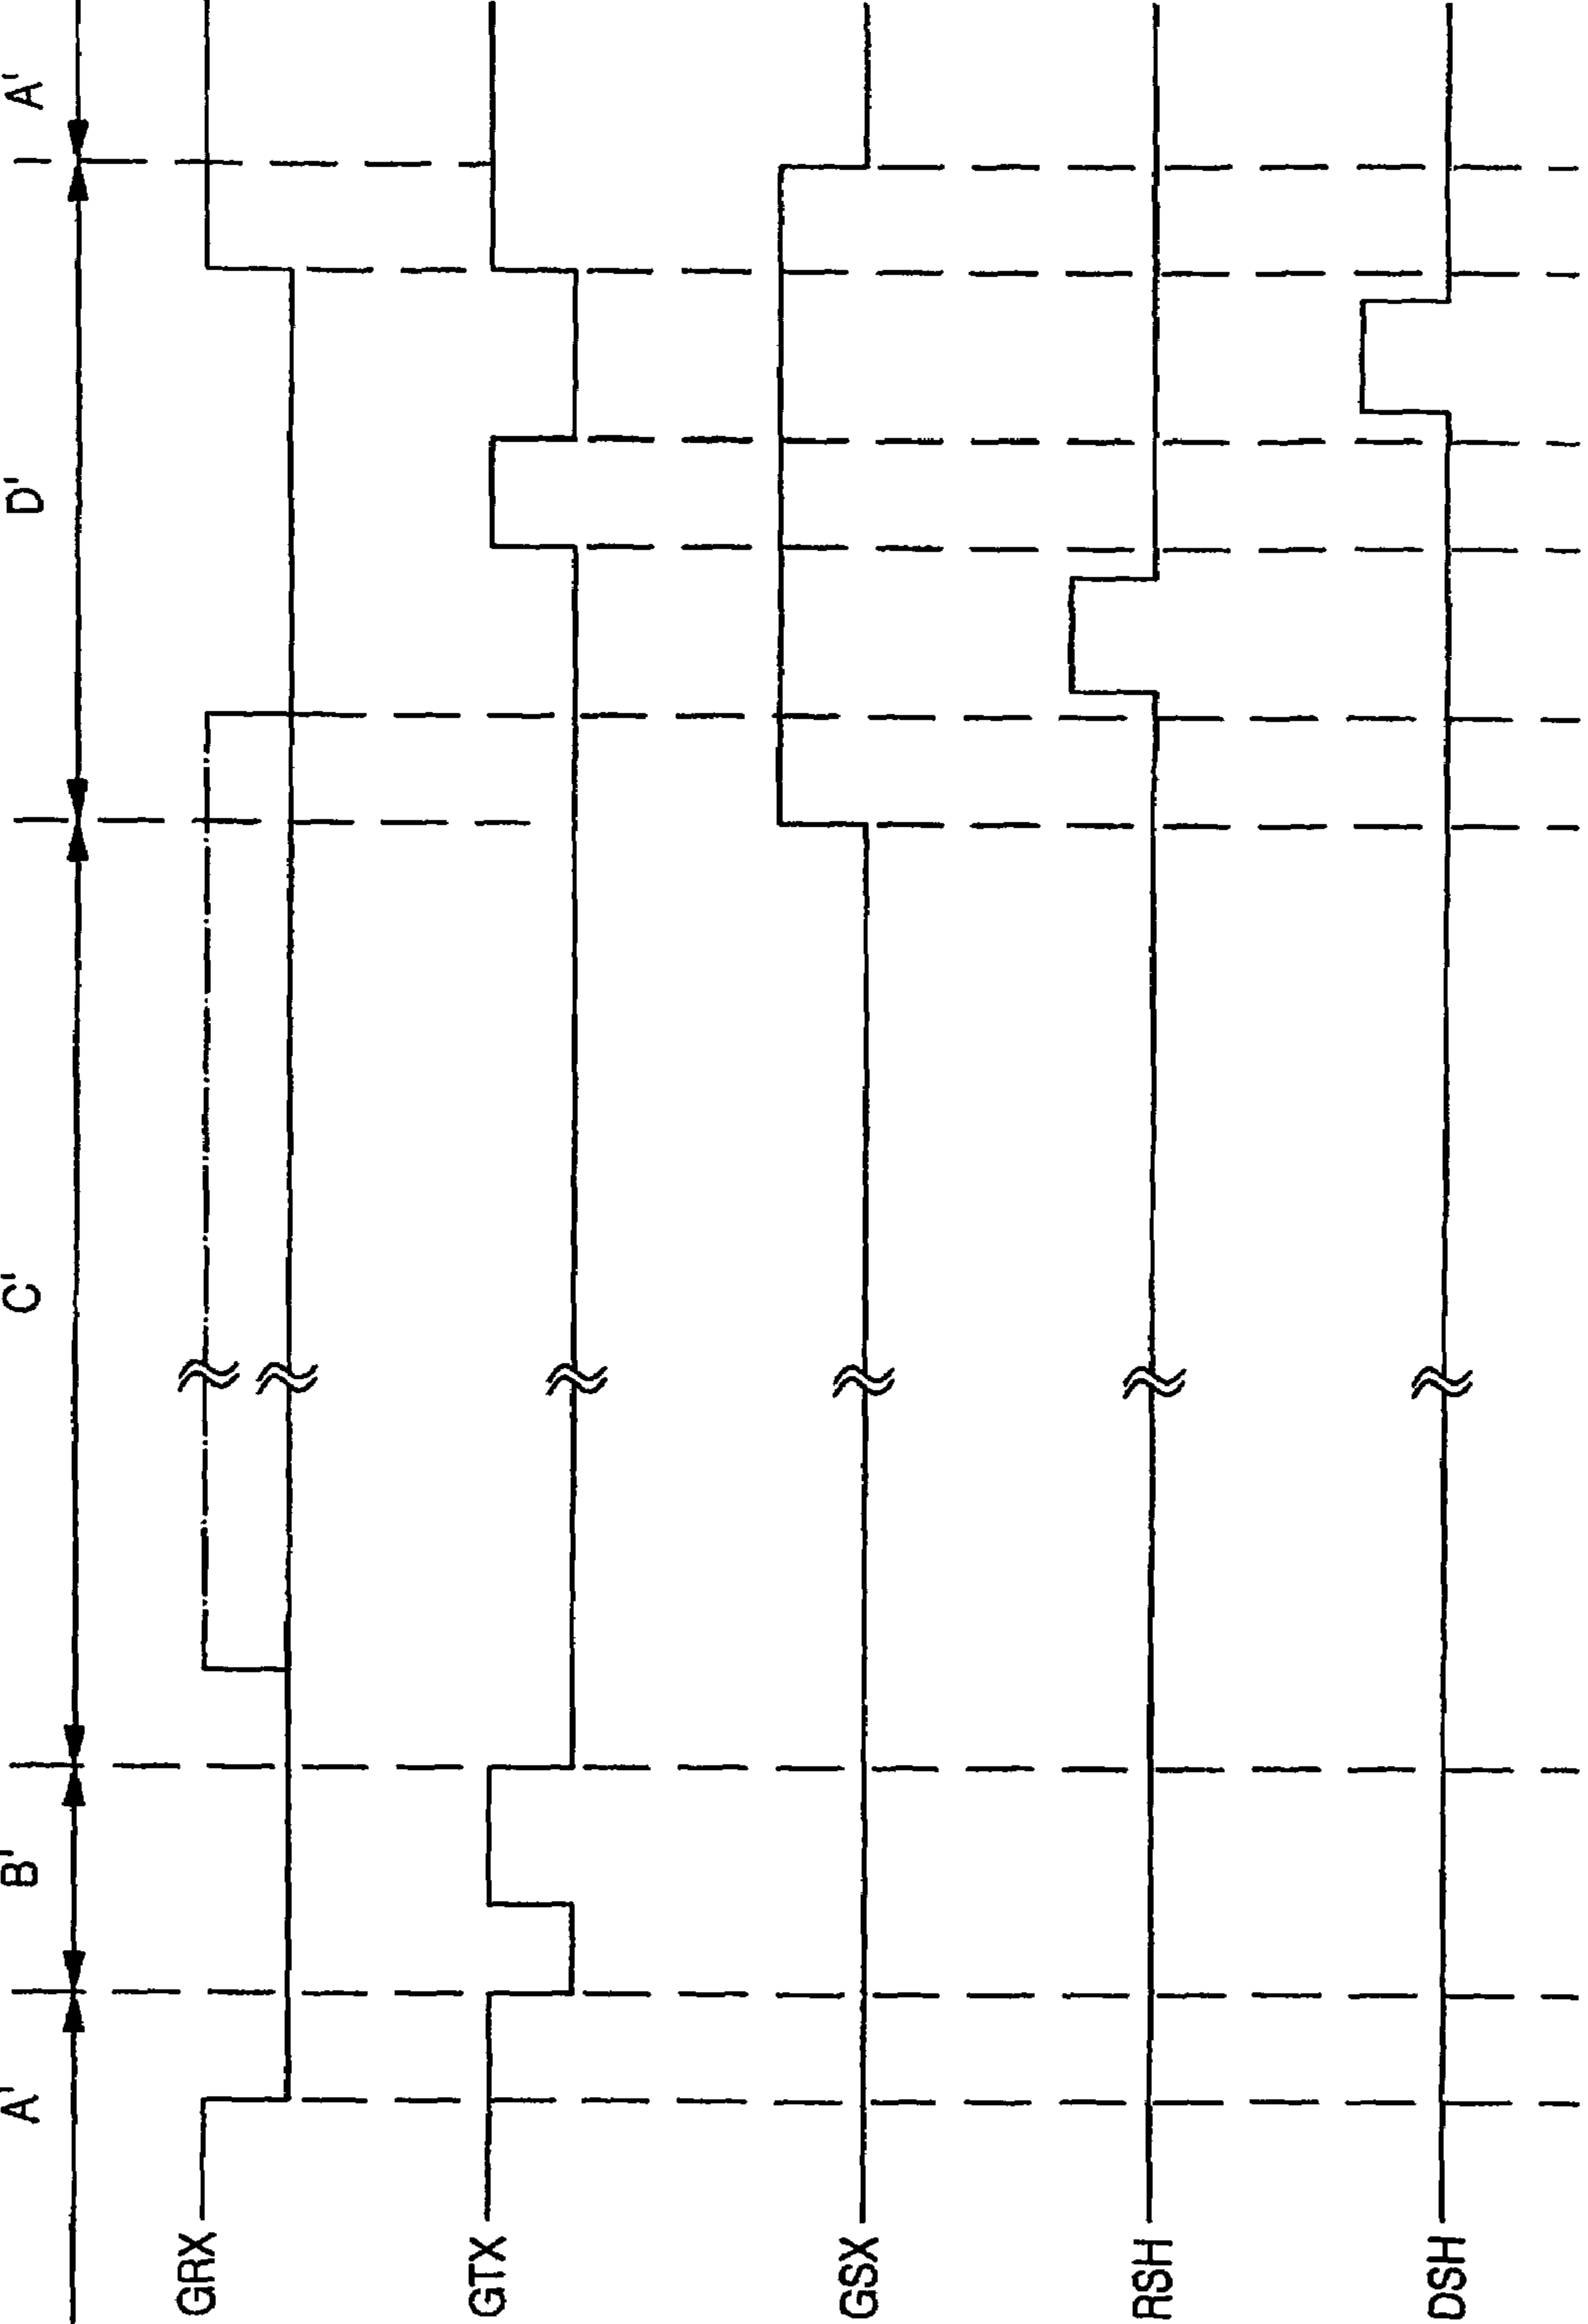 A' B' C' D' A'
GRX
GTX
GSX
RSH
DSH